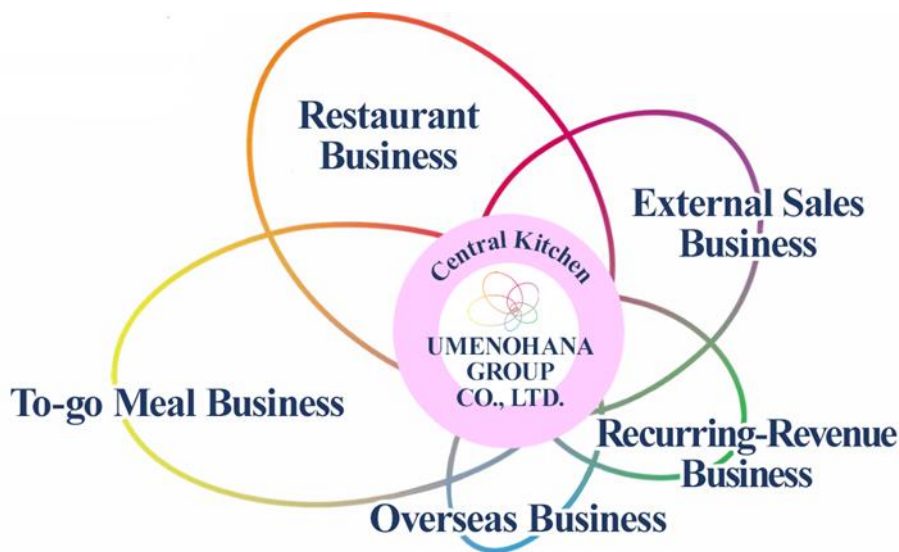 Restaurant
Business
External Sales
Business
Central Kitchen
UMENOHANA
GROUP
CO., LTD.
To-go Meal Business
Recurring-Revenue
Business
Overseas Business